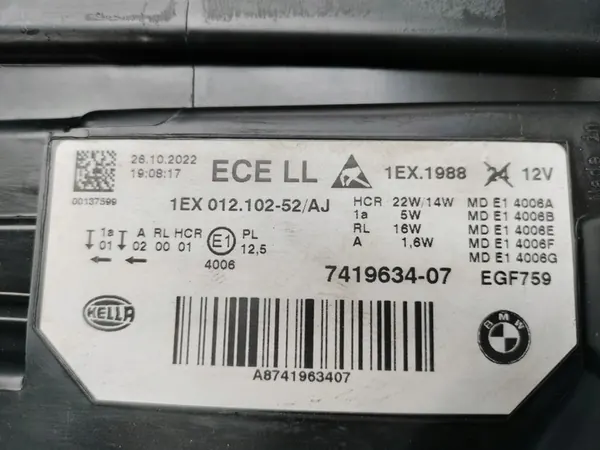 26.10.2022
19:08:17
00137599
ECE LL
1EX.1988 24 12V
1EX 012.102-52/AJ
HCR 22W/14W MD E1 4006A
1a 5W MD E1 4006B
RL 16W MD E1 4006E
A 1,6W MD E1 4006F
MD E1 4006G
1a A RL HCR
01 02 00 01
E1
PL
12,5
4006
7419634-07 EGF759
HELLA
BMW
A8741963407